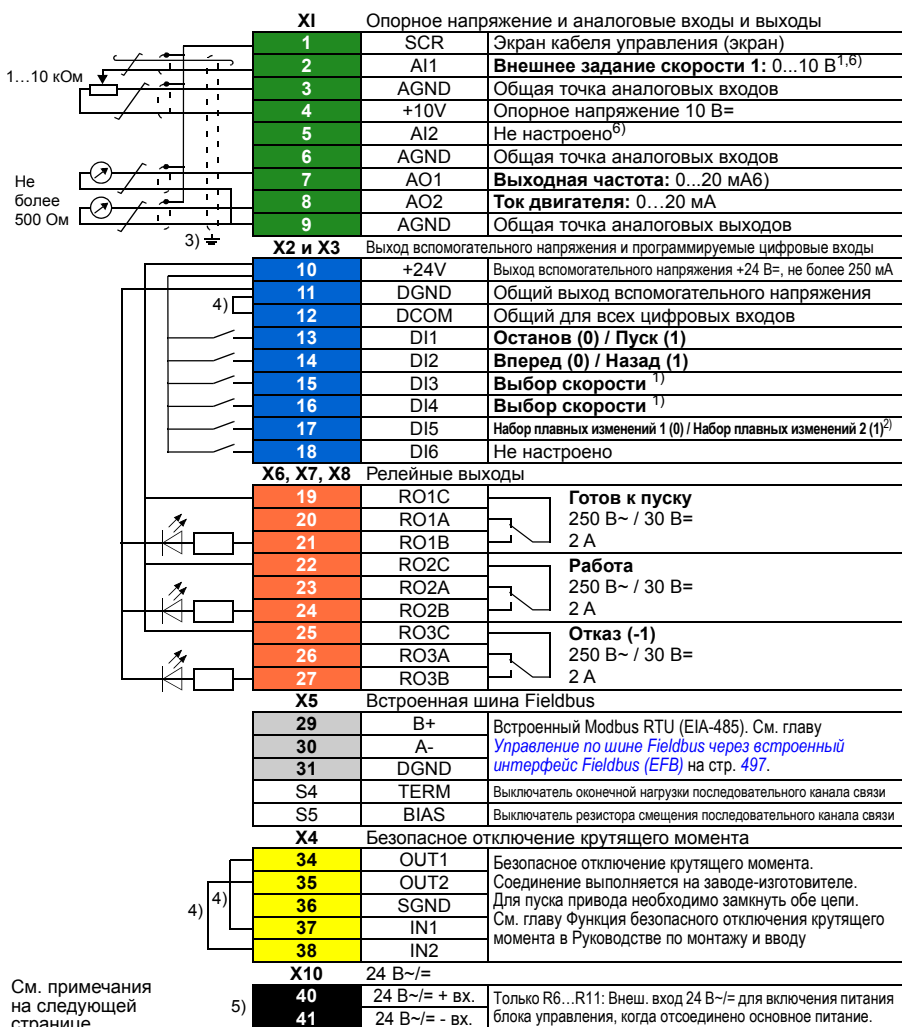 XI Опорное напряжение и аналоговые входы и выходы
1 SCR Экран кабеля управления (экран)
2 AI1 Внешнее задание скорости 1: 0...10 В1,6)
1…10 кОм
3 AGND Общая точка аналоговых входов
4 +10V Опорное напряжение 10 В=
5 AI2 Не настроено6)
6 AGND Общая точка аналоговых входов
7 AO1 Выходная частота: 0...20 мА6)
8 AO2 Ток двигателя: 0…20 мА
9 AGND Общая точка аналоговых выходов
Не
более
500 Ом
3)
X2 и X3 Выход вспомогательного напряжения и программируемые цифровые входы
10 +24V Выход вспомогательного напряжения +24 В=, не более 250 мА
11 DGND Общий выход вспомогательного напряжения
4)
12 DCOM Общий для всех цифровых входов
13 DI1 Останов (0) / Пуск (1)
14 DI2 Вперед (0) / Назад (1)
15 DI3 Выбор скорости 1)
16 DI4 Выбор скорости 1)
17 DI5 Набор плавных изменений 1 (0) / Набор плавных изменений 2 (1)2)
18 DI6 Не настроено
X6, X7, X8 Релейные выходы
19 RO1C Готов к пуску
20 RO1A 250 В~ / 30 В=
21 RO1B 2 А
22 RO2C Работа
23 RO2A 250 В~ / 30 В=
24 RO2B 2 А
25 RO3C Отказ (-1)
26 RO3A 250 В~ / 30 В=
27 RO3B 2 А
X5 Встроенная шина Fieldbus
29 B+
30 A-
31 DGND
Встроенный Modbus RTU (EIA-485). См. главу
Управление по шине Fieldbus через встроенный
интерфейс Fieldbus (EFB) на стр. 497.
S4 TERM Выключатель оконечной нагрузки последовательного канала связи
S5 BIAS Выключатель резистора смещения последовательного канала связи
X4 Безопасное отключение крутящего момента
34 OUT1
35 OUT2
36 SGND
37 IN1
38 IN2
4)
4)
Безопасное отключение крутящего момента.
Соединение выполняется на заводе-изготовителе.
Для пуска привода необходимо замкнуть обе цепи.
См. главу Функция безопасного отключения крутящего
момента в Руководстве по монтажу и вводу
X10 24 В~/=
40 24 В~/= + вх.
41 24 В~/= - вх.
5)
Только R6…R11: Внеш. вход 24 В~/= для включения питания
блока управления, когда отсоединено основное питание.
См. примечания
на следующей
странице